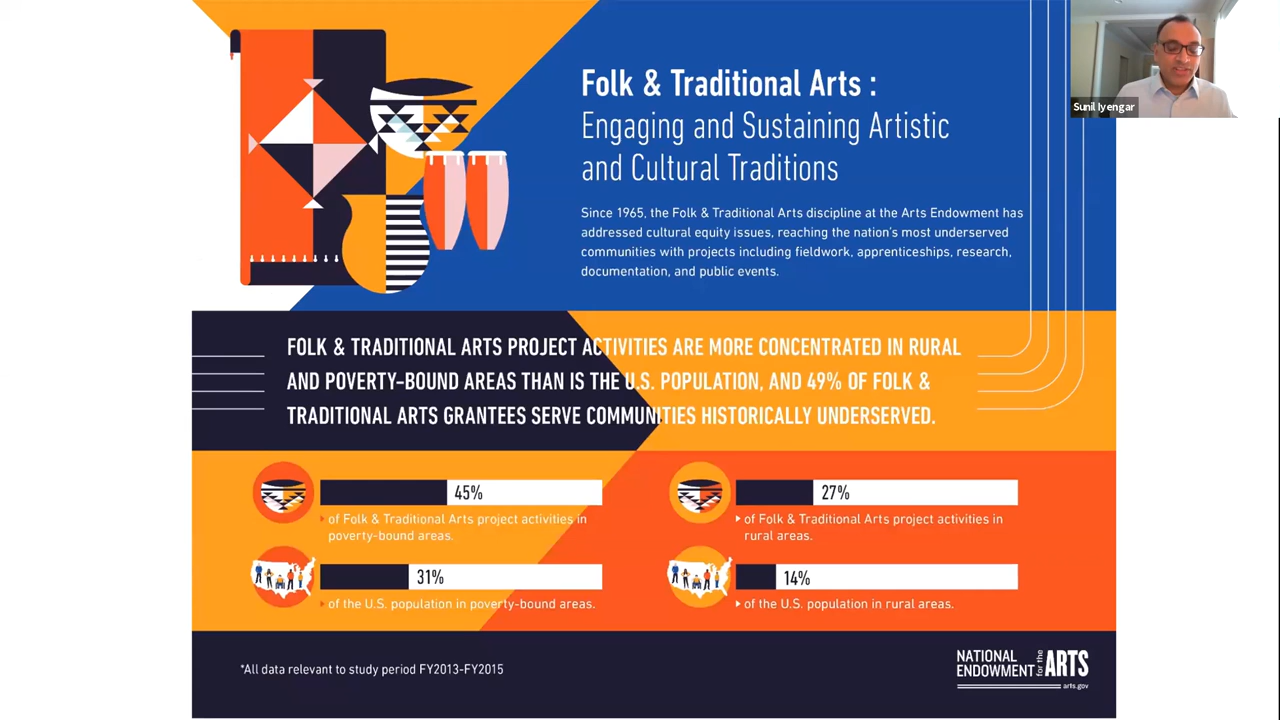 Folk & Traditional Arts :
Engaging and Sustaining Artistic
and Cultural Traditions
Since 1965, the Folk & Traditional Arts discipline at the Arts Endowment has
addressed cultural equity issues, reaching the nation's most underserved
communities with projects including fieldwork, apprenticeships, research,
documentation, and public events.
Sunil Iyengar
FOLK & TRADITIONAL ARTS PROJECT ACTIVITIES ARE MORE CONCENTRATED IN RURAL
AND POVERTY-BOUND AREAS THAN IS THE U.S. POPULATION, AND 49% OF FOLK &
TRADITIONAL ARTS GRANTEES SERVE COMMUNITIES HISTORICALLY UNDERSERVED.
45%
of Folk & Traditional Arts project activities in
poverty-bound areas.
31%
of the U.S. population in poverty-bound areas.
27%
of Folk & Traditional Arts project activities in
rural areas.
14%
of the U.S. population in rural areas.
*All data relevant to study period FY2013-FY2015
NATIONAL
ENDOWMENT for the ARTS
arts.gov